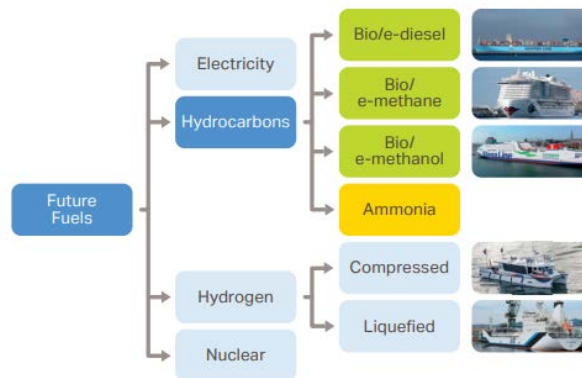 Future
Fuels
Electricity
Hydrocarbons
Bio/e-diesel
Bio/
e-methane
Bio/
e-methanol
Ammonia
Hydrogen
Compressed
Liquefied
Nuclear